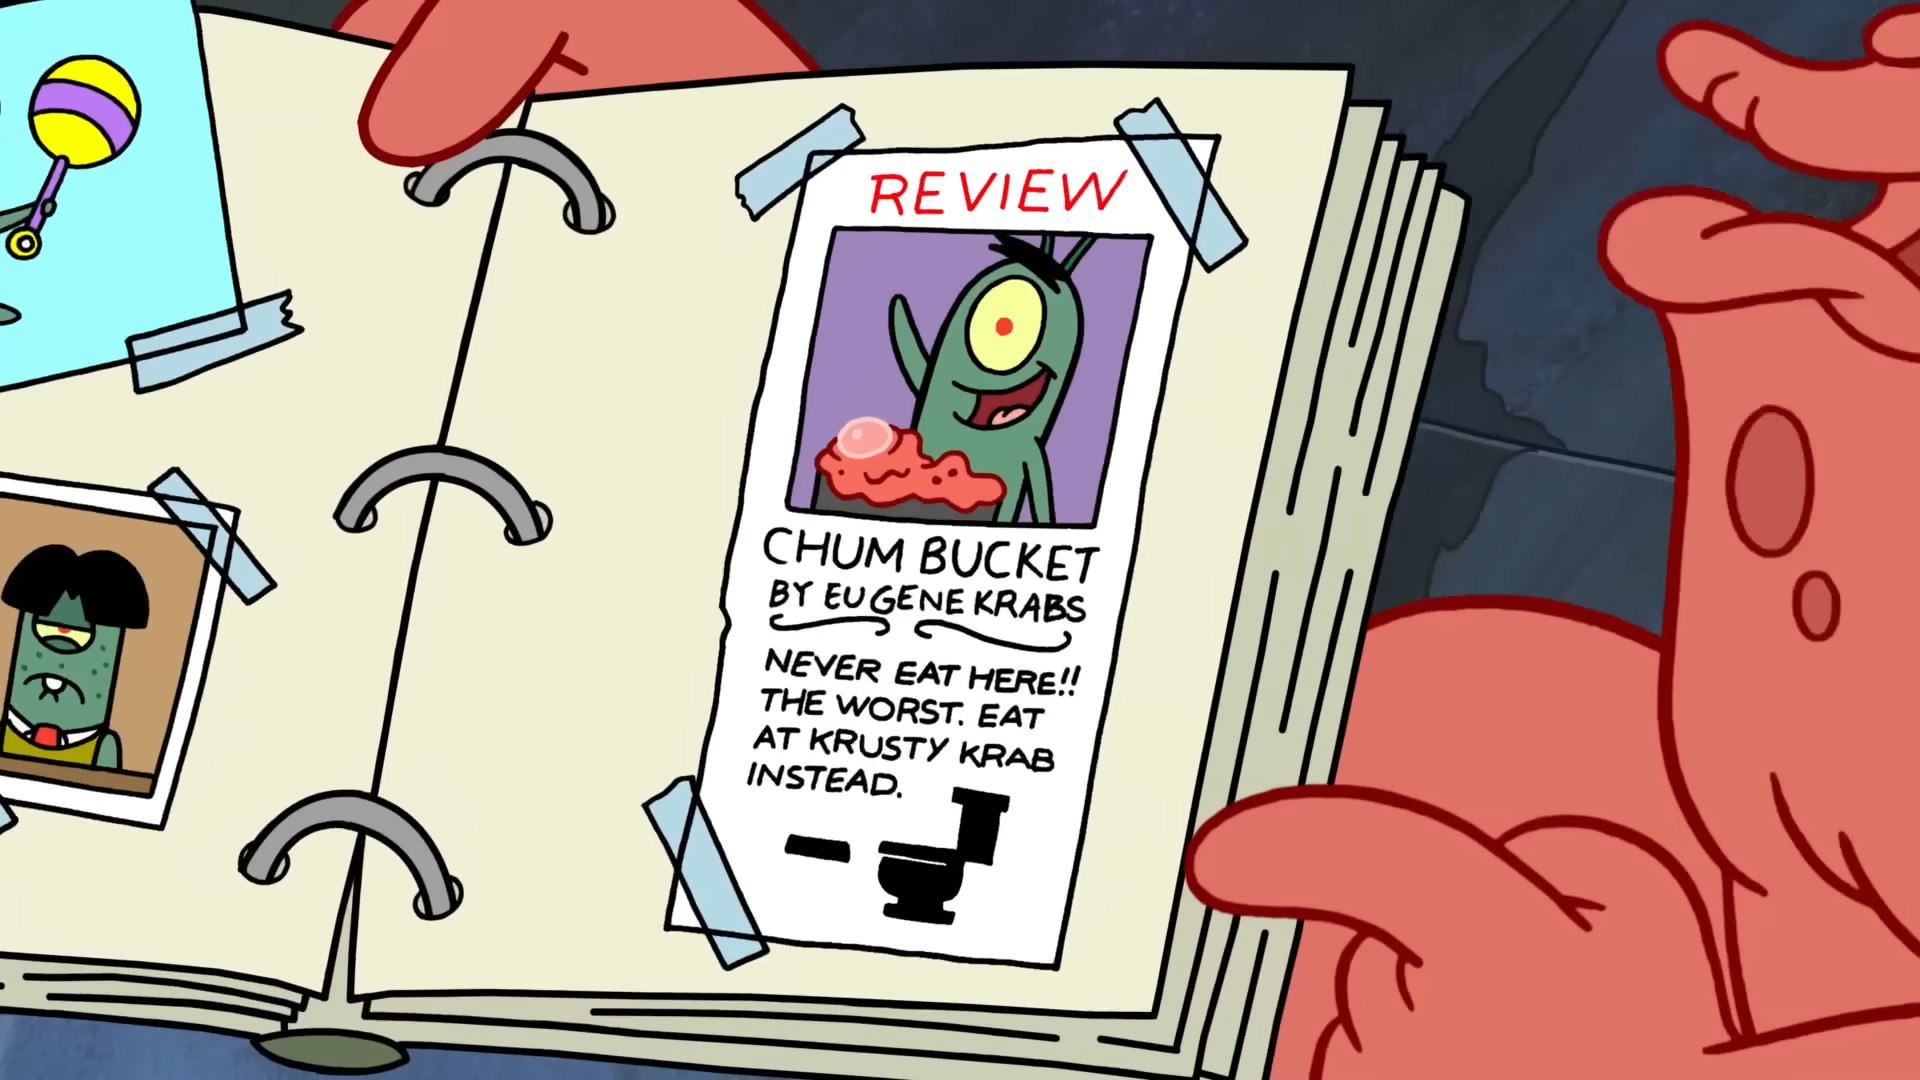 REVIEW
CHUM BUCKET
BY EUGENE KRABS
NEVER EAT HERE!!
THE WORST. EAT
AT KRUSTY KRAB
INSTEAD.